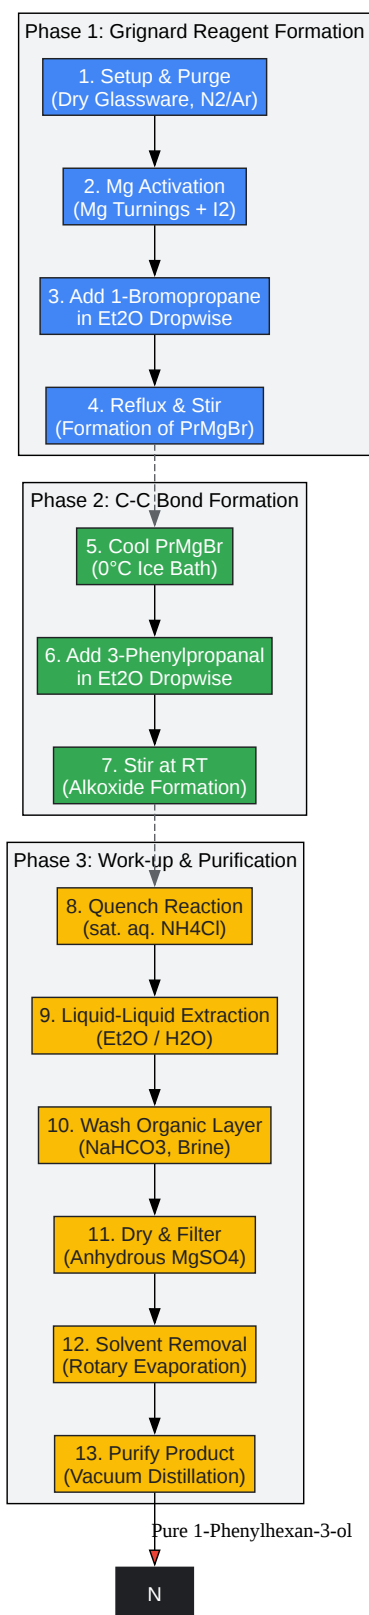 Phase 1: Grignard Reagent Formation
1. Setup & Purge
(Dry Glassware, N2/Ar)
2. Mg Activation
(Mg Turnings + I2)
3. Add 1-Bromopropane
in Et2O Dropwise
4. Reflux & Stir
(Formation of PrMgBr)
Phase 2: C-C Bond Formation
5. Cool PrMgBr
(0°C Ice Bath)
6. Add 3-Phenylpropanal
in Et2O Dropwise
7. Stir at RT
(Alkoxide Formation)
Phase 3: Work-up & Purification
8. Quench Reaction
(sat. aq. NH4Cl)
9. Liquid-Liquid Extraction
(Et2O / H2O)
10. Wash Organic Layer
(NaHCO3, Brine)
11. Dry & Filter
(Anhydrous MgSO4)
12. Solvent Removal
(Rotary Evaporation)
13. Purify Product
(Vacuum Distillation)
Pure 1-Phenylhexan-3-ol
N